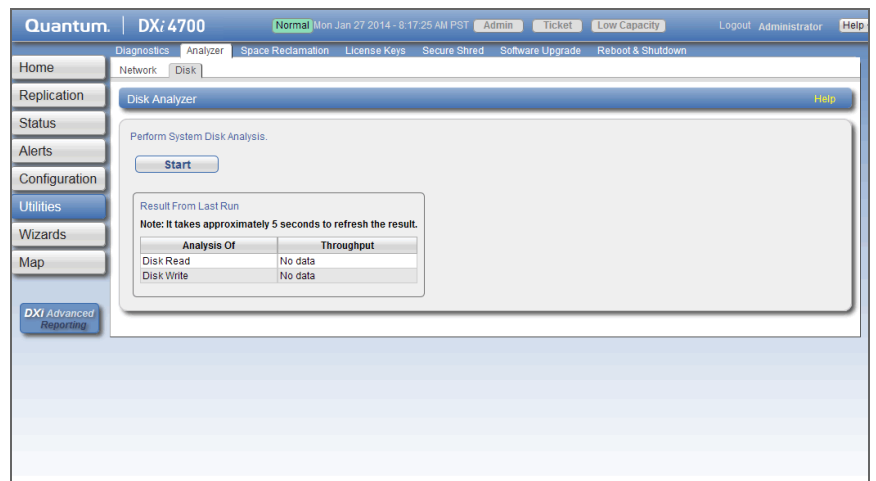 Quantum. DXi 4700 Normal Mon Jan 27 2014 - 8:17:25 AM PST Admin Ticket Low Capacity Logout Administrator Help
Diagnostics Analyzer Space Reclamation License Keys Secure Shred Software Upgrade Reboot & Shutdown
Home
Network Disk
Replication
Disk Analyzer Help
Status
Perform System Disk Analysis.
Alerts
Start
Configuration
Utilities
Result From Last Run
Note: It takes approximately 5 seconds to refresh the result.
Wizards
Analysis Of Throughput
Map
Disk Read No data
Disk Write No data
DXi Advanced
Reporting